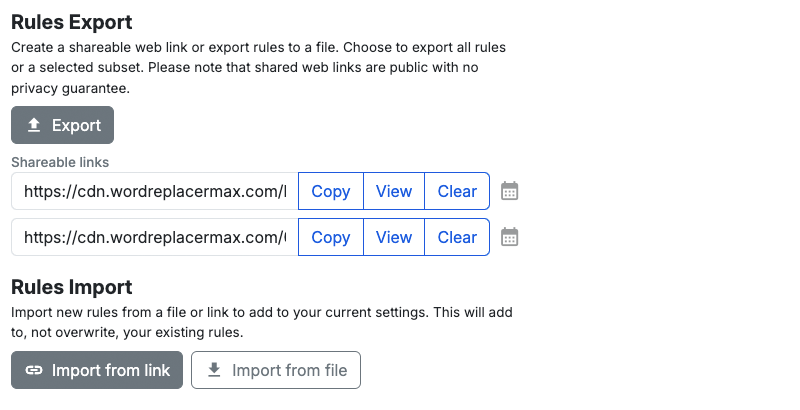 Rules Export
Create a shareable web link or export rules to a file. Choose to export all rules
or a selected subset. Please note that shared web links are public with no
privacy guarantee.
Export
Shareable links
https://cdn.wordreplacermax.com/ Copy View Clear
https://cdn.wordreplacermax.com/ Copy View Clear
Rules Import
Import new rules from a file or link to add to your current settings. This will add
to, not overwrite, your existing rules.
Import from link Import from file